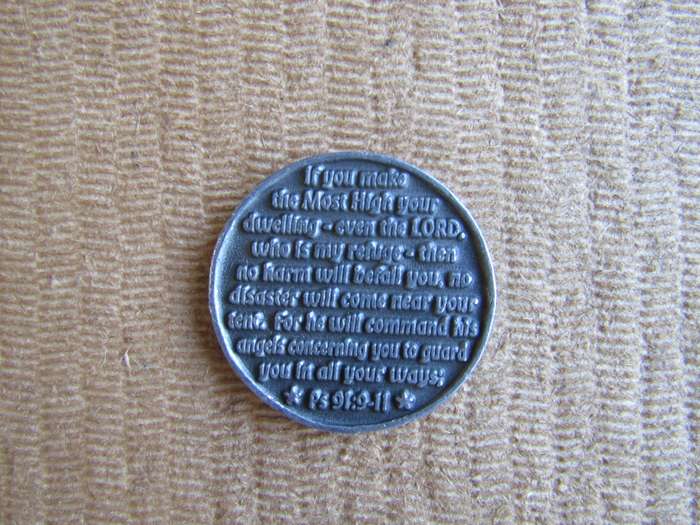 If you make
the Most High your
dwelling - even the LORD,
who is my refuge - then
no harm will befall you, no
disaster will come near your
tent. For he will command his
angels concerning you to guard
you in all your ways;
Ps 91:9-11